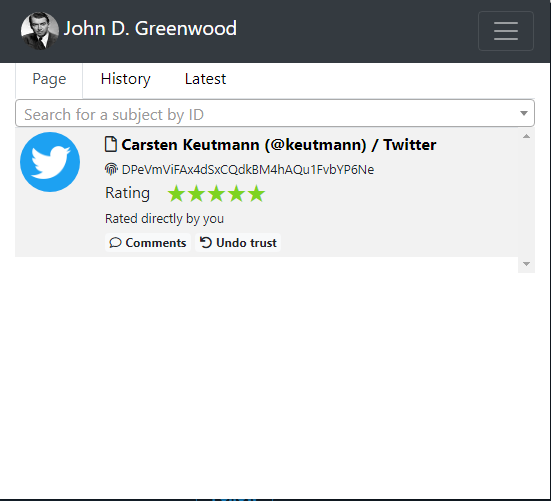 John D. Greenwood
Page History Latest
Search for a subject by ID
Carsten Keutmann (@keutmann) / Twitter
DPeVmViFAx4dSxCQdkBM4hAQu1FvbYP6Ne
Rating
Rated directly by you
Comments Undo trust